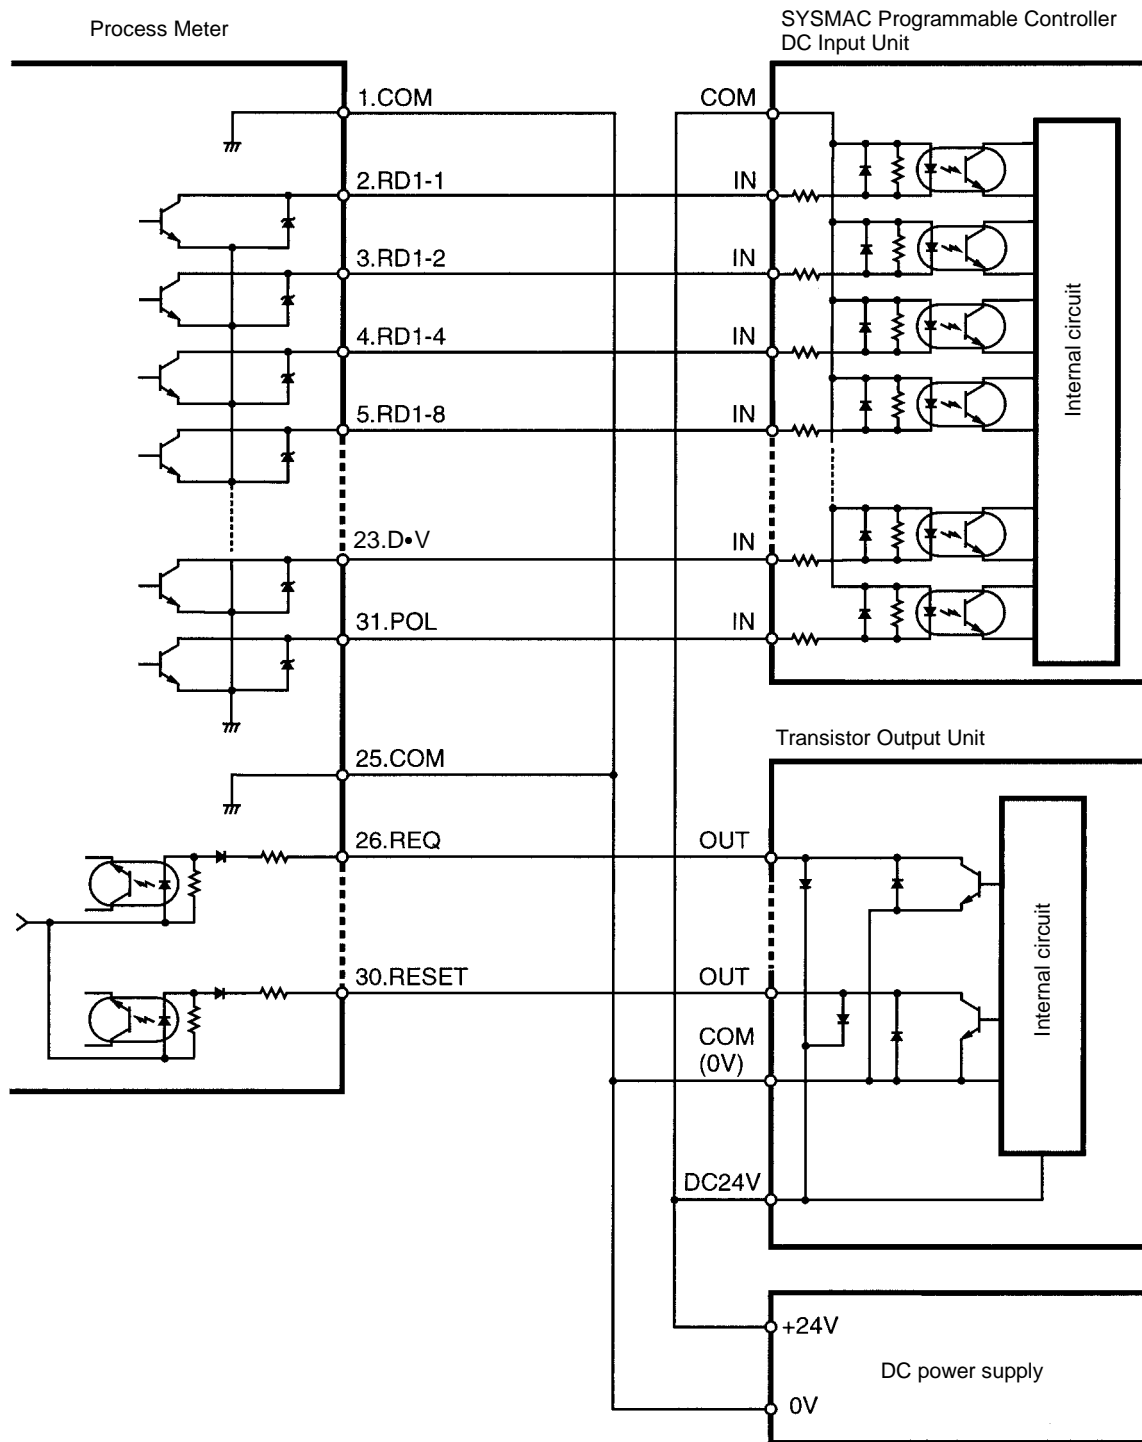 Process Meter
SYSMAC Programmable Controller
DC Input Unit
1.COM
COM
2.RD1-1
IN
3.RD1-2
IN
4.RD1-4
IN
5.RD1-8
IN
Internal circuit
23.D•V
IN
31.POL
IN
Transistor Output Unit
25.COM
26.REQ
OUT
30.RESET
OUT
COM
(0V)
Internal circuit
DC24V
+24V
DC power supply
0V